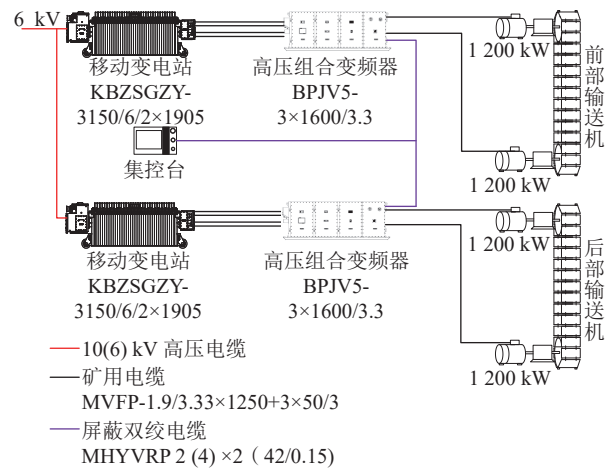 6 kV
移动变电站
KBZSGZY-
3150/6/2×1905
高压组合变频器
BPJV5-
3×1600/3.3
1 200 kW
1 200 kW
前部输送机
集控台
移动变电站
KBZSGZY-
3150/6/2×1905
高压组合变频器
BPJV5-
3×1600/3.3
1 200 kW
1 200 kW
后部输送机
10(6) kV 高压电缆
矿用电缆
MVFP-1.9/3.33×1250+3×50/3
屏蔽双绞电缆
MHYVRP 2 (4) ×2（42/0.15)